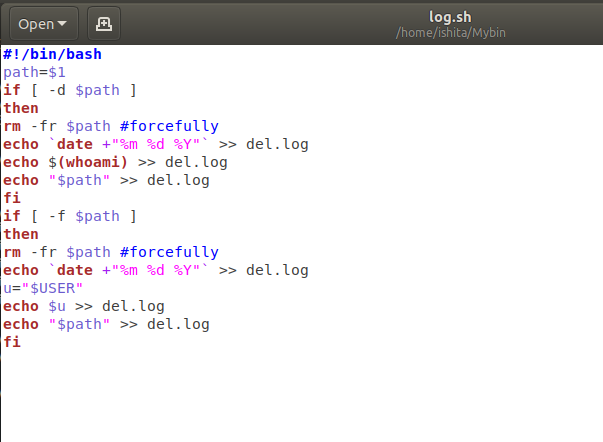 Open
log.sh
/home/ishita/Mybin
#!/bin/bash
path=$1
if [ -d $path ]
then
rm -fr $path #forcefully
echo `date +"%m %d %Y"` >> del.log
echo $(whoami) >> del.log
echo "$path" >> del.log
fi
if [ -f $path ]
then
rm -fr $path #forcefully
echo `date +"%m %d %Y"` >> del.log
u="$USER"
echo $u >> del.log
echo "$path" >> del.log
fi